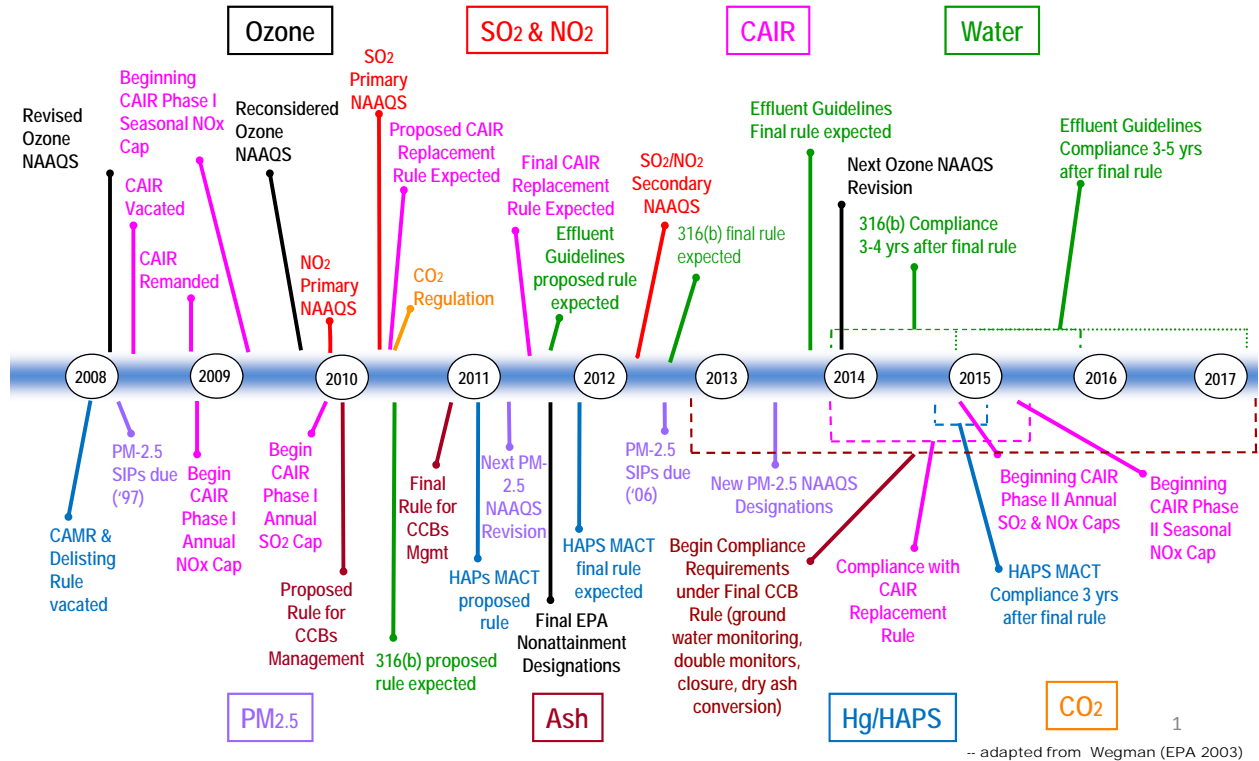 Ozone
SO2 & NO2
CAIR
Water
Revised
Ozone
NAAQS
Beginning
CAIR Phase I
Seasonal NOx
Cap
CAIR
Vacated
CAIR
Remanded
Reconsidered
Ozone
NAAQS
NO2
Primary
NAAQS
SO2
Primary
NAAQS
Proposed CAIR
Replacement
Rule Expected
CO2
Regulation
Final CAIR
Replacement
Rule Expected
Effluent
Guidelines
proposed rule
expected
SO2/NO2
Secondary
NAAQS
316(b) final rule
expected
Effluent Guidelines
Final rule expected
Next Ozone NAAQS
Revision
316(b) Compliance
3-4 yrs after final rule
Effluent Guidelines
Compliance 3-5 yrs
after final rule
2008
2009
2010
2011
2012
2013
2014
2015
2016
2017
CAMR &
Delisting
Rule
vacated
PM-2.5
SIPs due
(‘97)
Begin
CAIR
Phase I
Annual
NOx Cap
Begin
CAIR
Phase I
Annual
SO2 Cap
Proposed
Rule for
CCBs
Management
316(b) proposed
rule expected
Final
Rule for
CCBs
Mgmt
HAPs MACT
proposed
rule
Next PM-
2.5
NAAQS
Revision
Final EPA
Nonattainment
Designations
HAPS MACT
final rule
expected
PM-2.5
SIPs due
(‘06)
New PM-2.5 NAAQS
Designations
Begin Compliance
Requirements
under Final CCB
Rule (ground
water monitoring,
double monitors,
closure, dry ash
conversion)
Compliance with
CAIR
Replacement
Rule
Beginning CAIR
Phase II Annual
SO2 & NOx Caps
HAPS MACT
Compliance 3 yrs
after final rule
Beginning
CAIR Phase
II Seasonal
NOx Cap
PM2.5
Ash
Hg/HAPS
CO2
1
-- adapted from Wegman (EPA 2003)